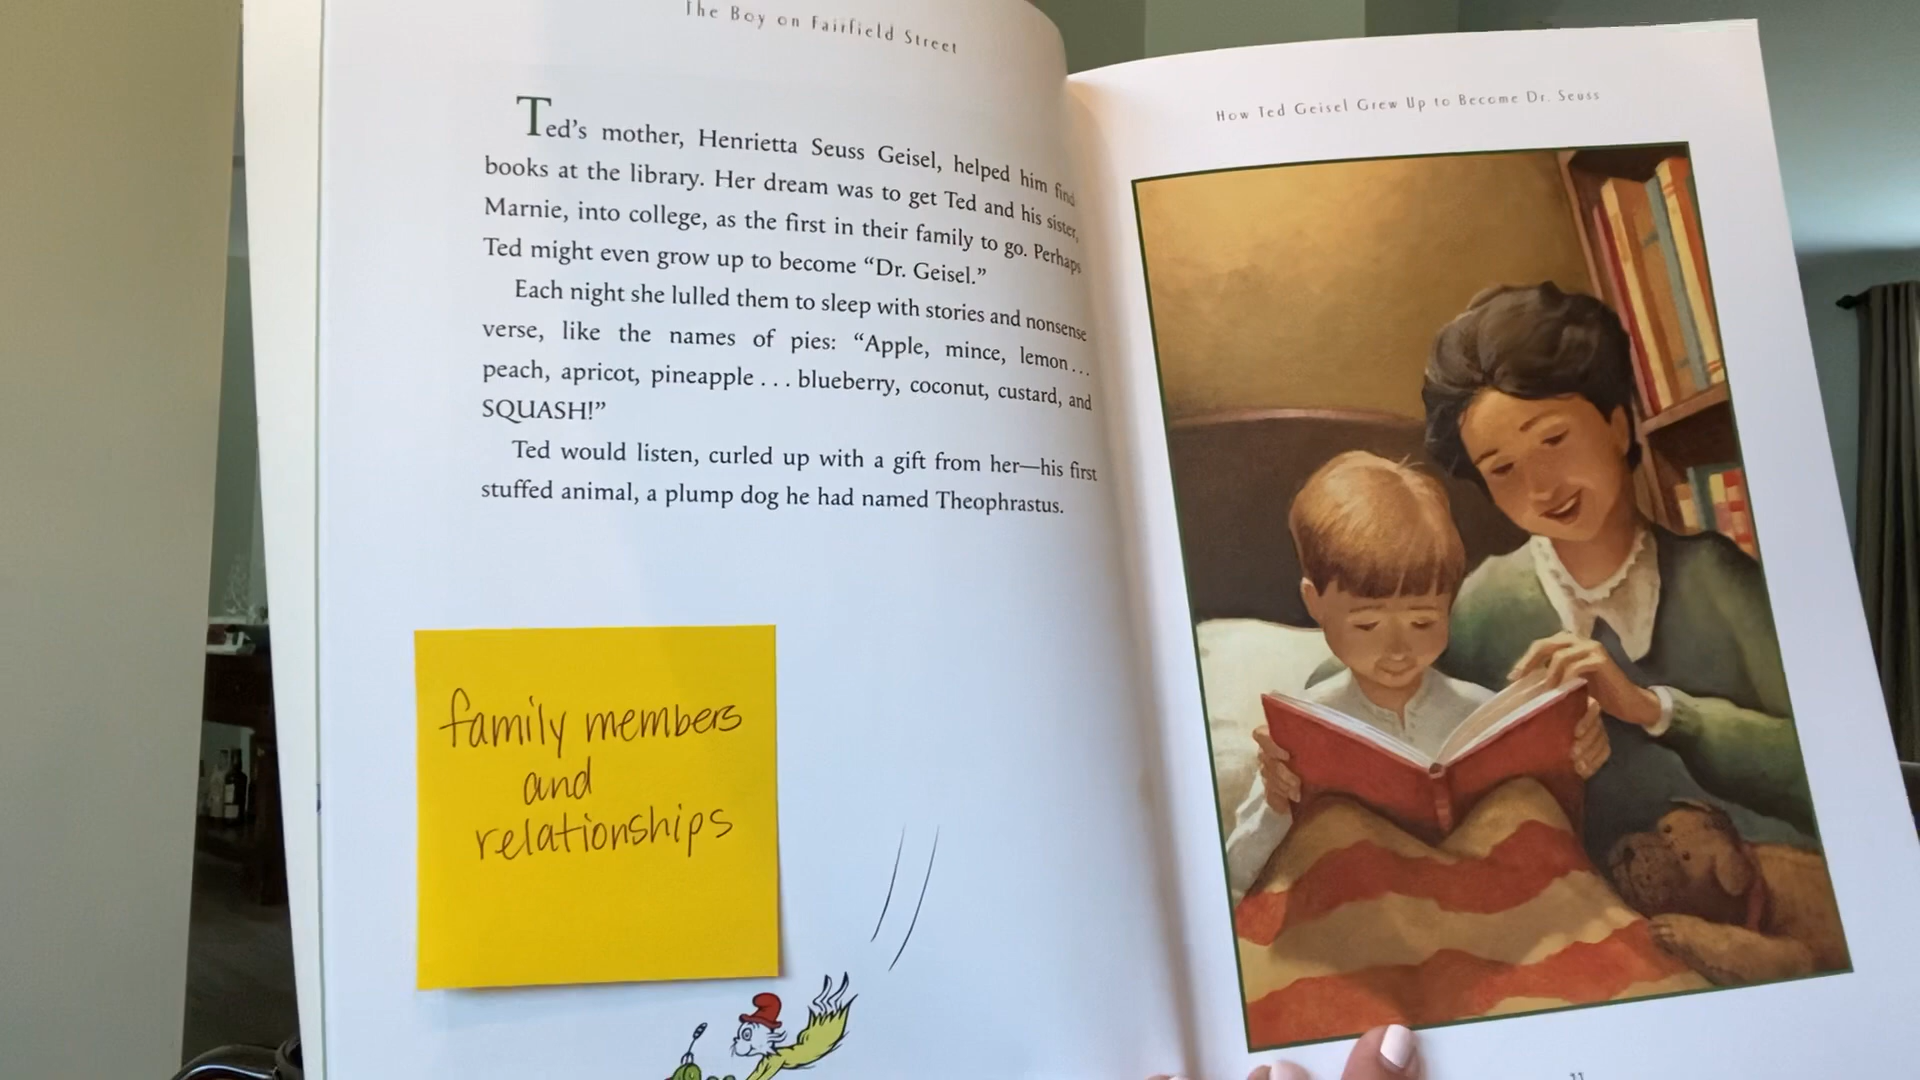 The Boy on Fairfield Street
Ted's mother, Henrietta Seuss Geisel, helped him find
books at the library. Her dream was to get Ted and his sister,
Marnie, into college, as the first in their family to go. Perhaps
Ted might even grow up to become “Dr. Geisel.”
Each night she lulled them to sleep with stories and nonsense
verse, like the names of pies: “Apple, mince, lemon . . .
peach, apricot, pineapple . . . blueberry, coconut, custard, and
SQUASH!”
Ted would listen, curled up with a gift from her—his first
stuffed animal, a plump dog he had named Theophrastus.
family members
and
relationships
How Ted Geisel Grew Up to Become Dr. Seuss